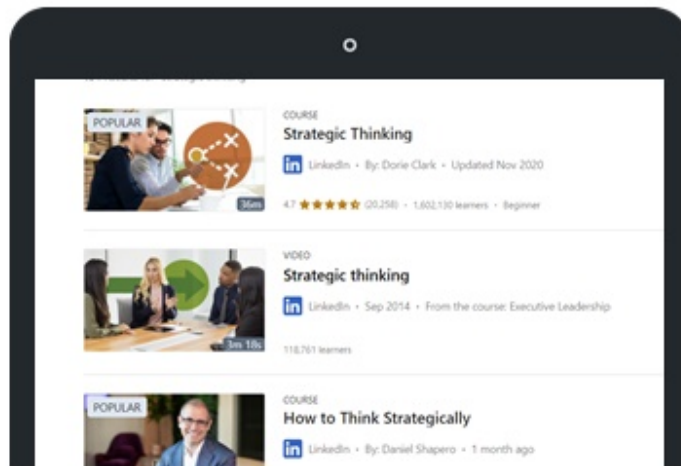 POPULAR
36m
COURSE
Strategic Thinking
in LinkedIn • By: Dorie Clark • Updated Nov 2020
4.7 (20,258) • 1,602,130 learners • Beginner
3m 18s
VIDEO
Strategic thinking
in LinkedIn • Sep 2014 • From the course: Executive Leadership
118,761 learners
POPULAR
COURSE
How to Think Strategically
in LinkedIn • By: Daniel Shapero • 1 month ago